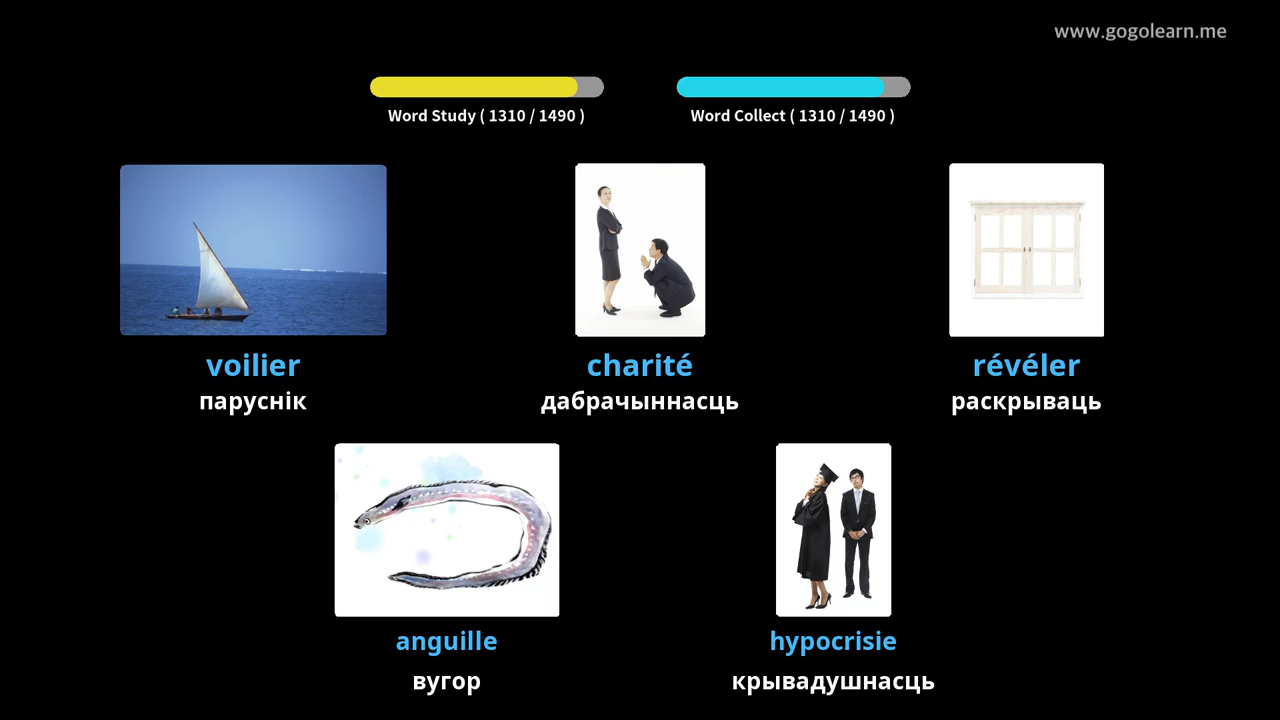 www.gogolearn.me
Word Study ( 1310 / 1490 )
Word Collect ( 1310 / 1490 )
voilier
паруснік
charité
дабрачыннасць
révéler
раскрываць
anguille
вугор
hypocrisie
крывадушнасць